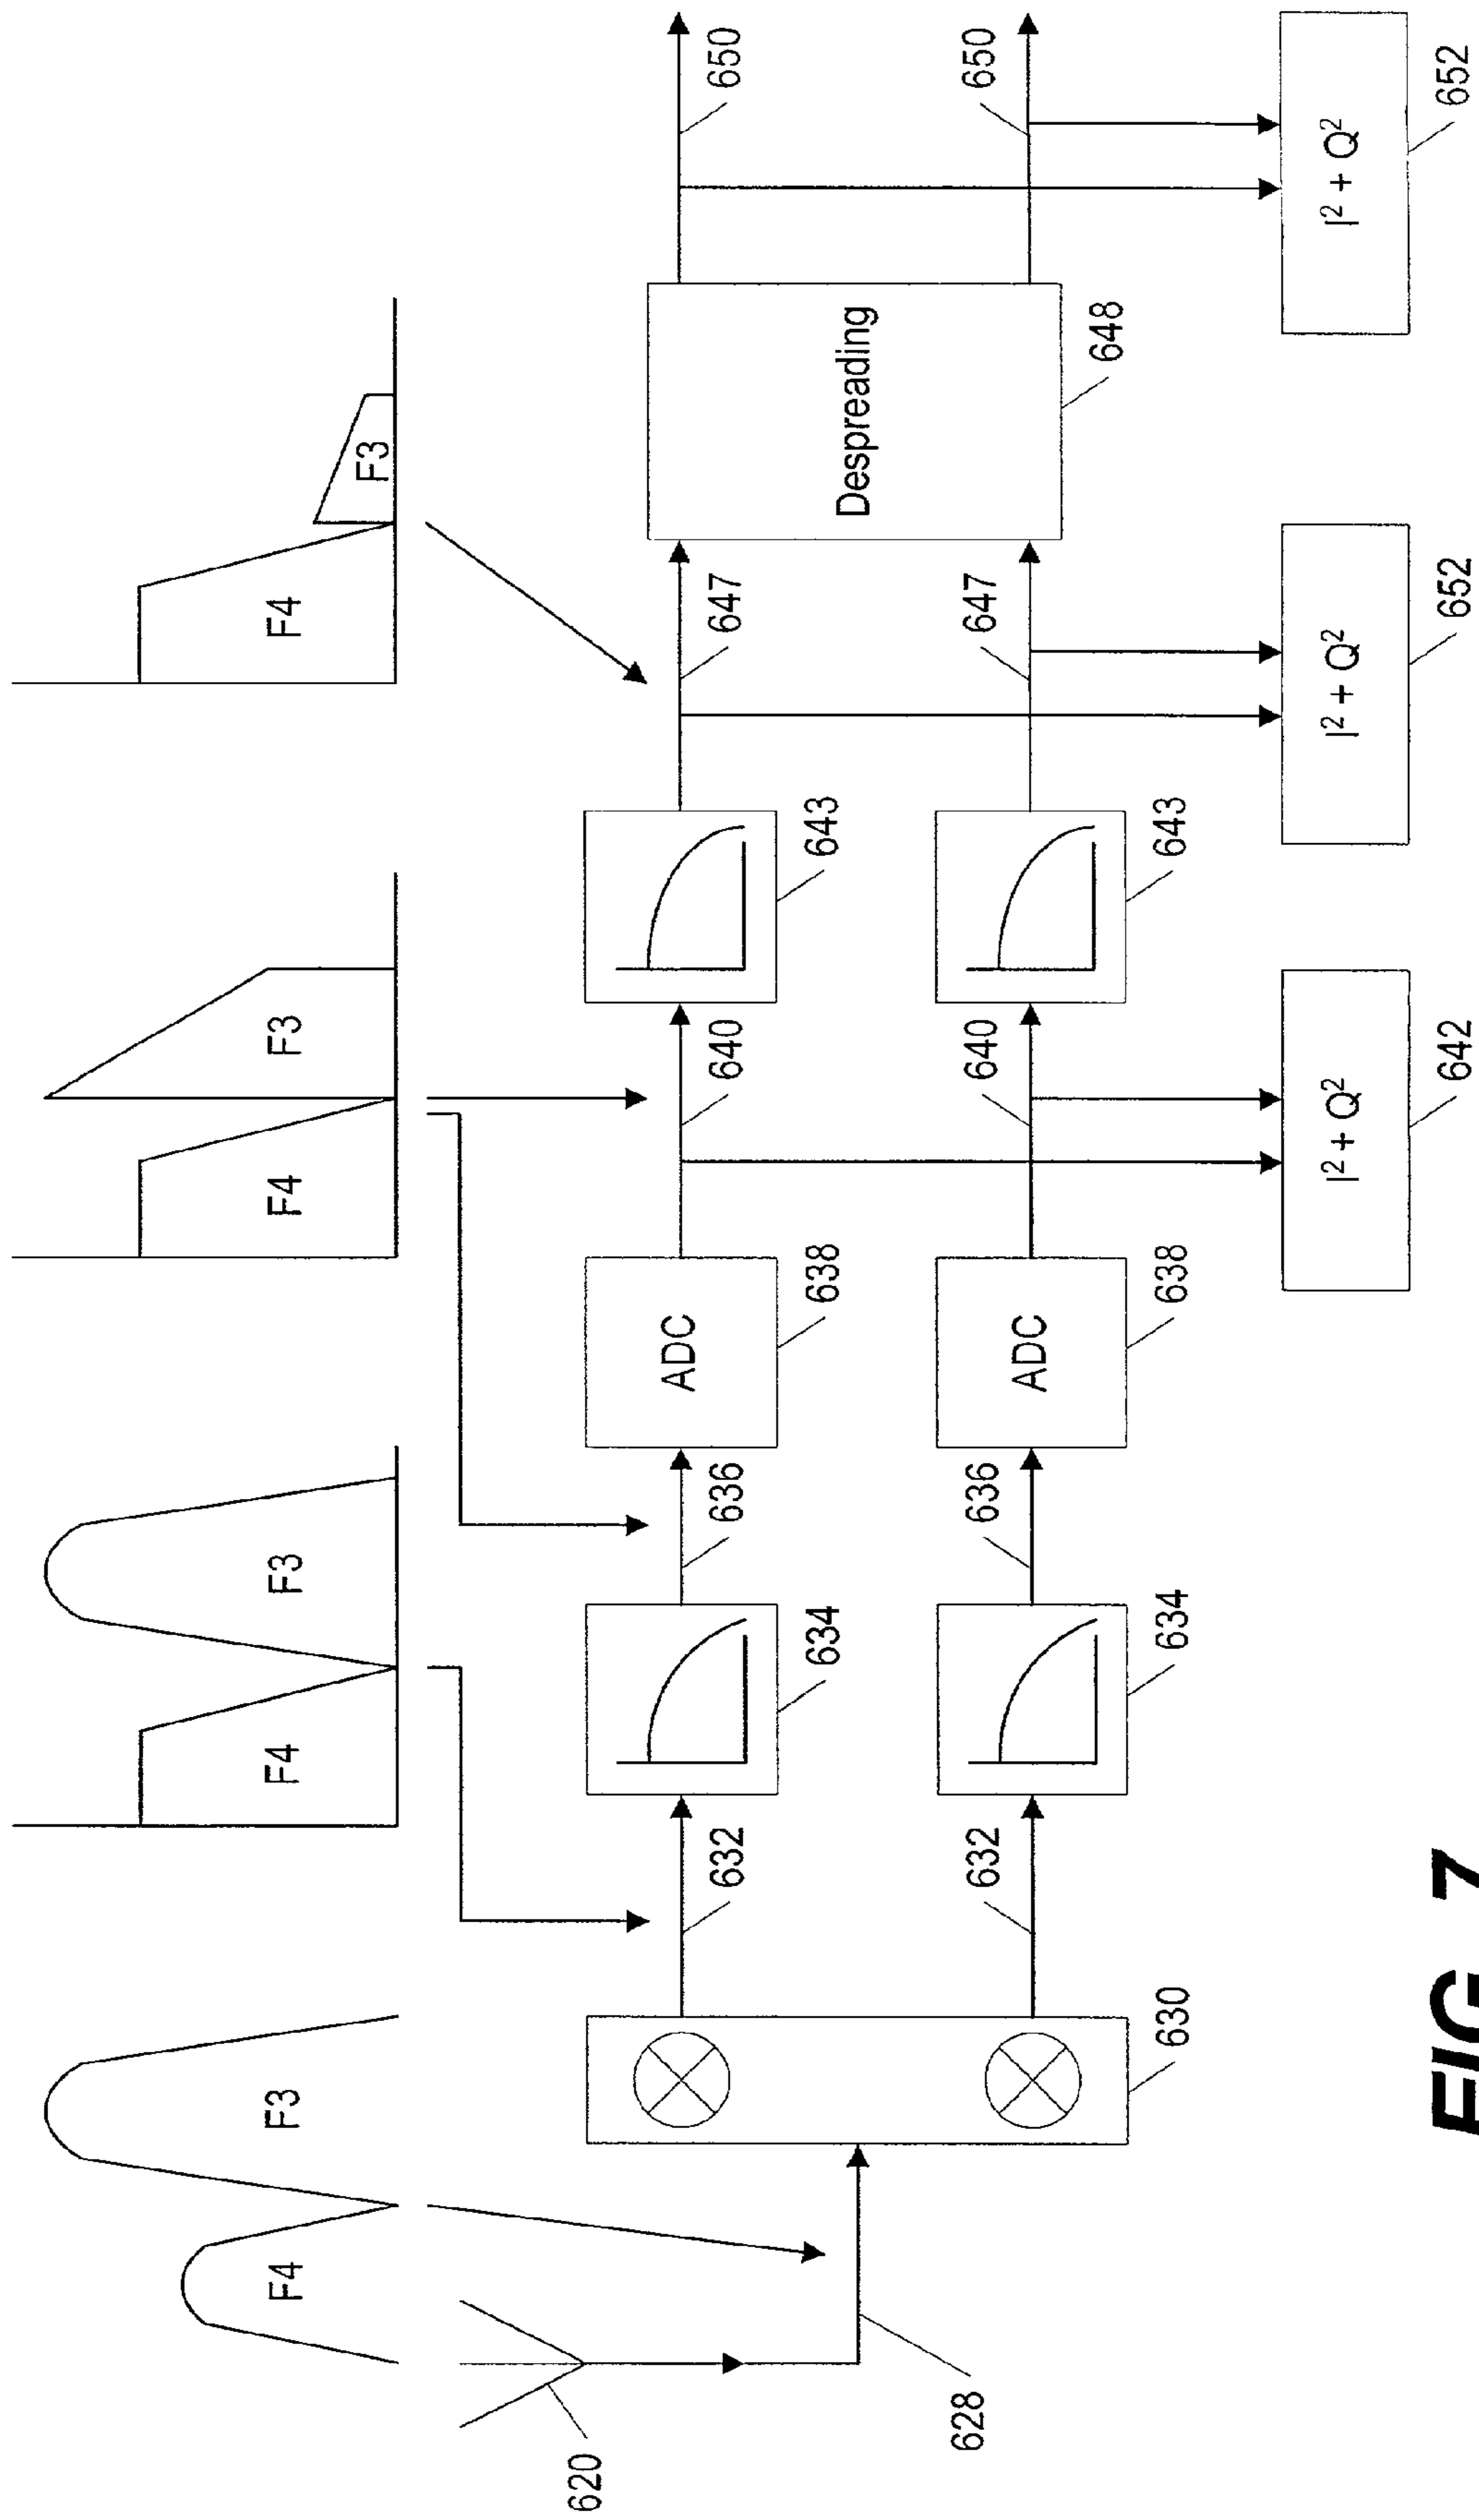 F4
F3
F4
F3
F4
F3
F4
F3
620
628
630
632
634
636
ADC
638
640
643
647
Despreading
648
650
632
634
636
ADC
638
640
643
647
650
I² + Q²
642
I² + Q²
652
I² + Q²
652
FIG. 7